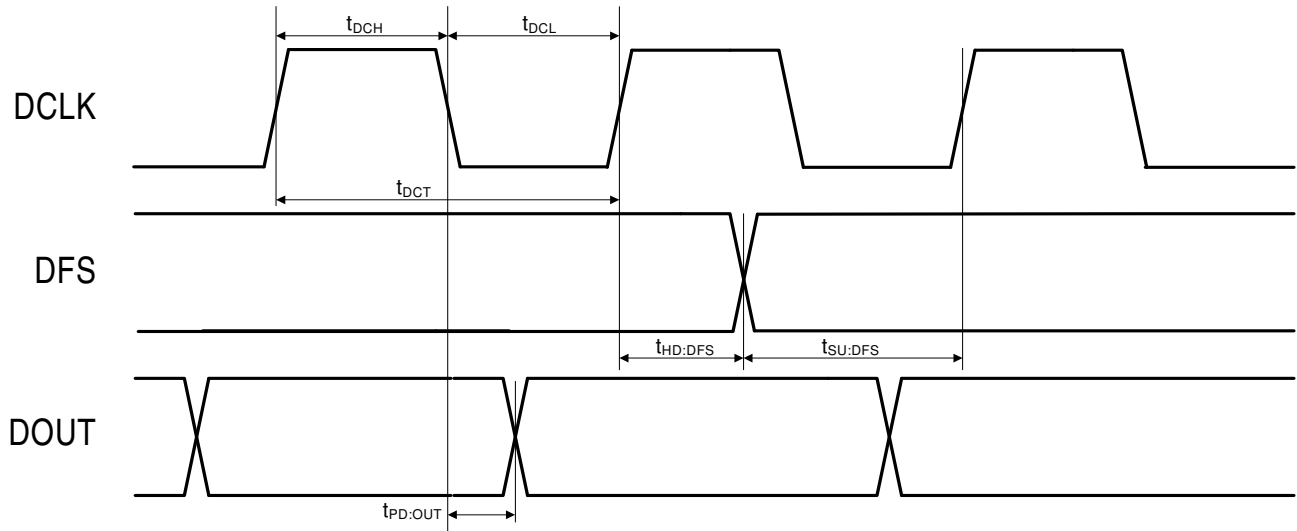 tDCH
tDCL
DCLK
tDCT
DFS
tHD:DFS
tSU:DFS
DOUT
tPD:OUT